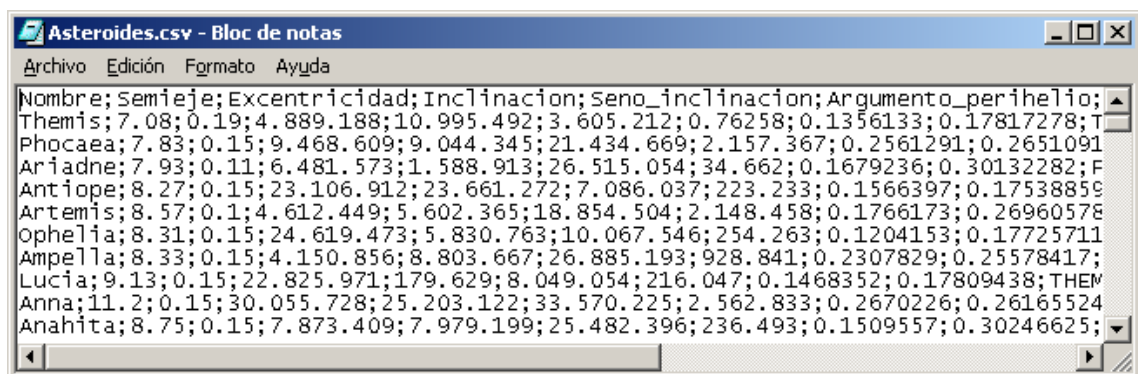 Asteroides.csv - Bloc de notas
Archivo Edición Formato Ayuda
Nombre;Semieje;Excentricidad;Inclinacion;Seno_inclinacion;Argumento_perihelio;
Themis;7.08;0.19;4.889.188;10.995.492;3.605.212;0.76258;0.1356133;0.17817278;T
Phocaea;7.83;0.15;9.468.609;9.044.345;21.434.669;2.157.367;0.2561291;0.2651091
Ariadne;7.93;0.11;6.481.573;1.588.913;26.515.054;34.662;0.1679236;0.30132282;F
Antiope;8.27;0.15;23.106.912;23.661.272;7.086.037;223.233;0.1566397;0.17538859
Artemis;8.57;0.1;4.612.449;5.602.365;18.854.504;2.148.458;0.1766173;0.26960578
Ophelia;8.31;0.15;24.619.473;5.830.763;10.067.546;254.263;0.1204153;0.17725711
Ampella;8.33;0.15;4.150.856;8.803.667;26.885.193;928.841;0.2307829;0.25578417;
Lucia;9.13;0.15;22.825.971;179.629;8.049.054;216.047;0.1468352;0.17809438;THEM
Anna;11.2;0.15;30.055.728;25.203.122;33.570.225;2.562.833;0.2670226;0.26165524
Anahita;8.75;0.15;7.873.409;7.979.199;25.482.396;236.493;0.1509557;0.30246625;